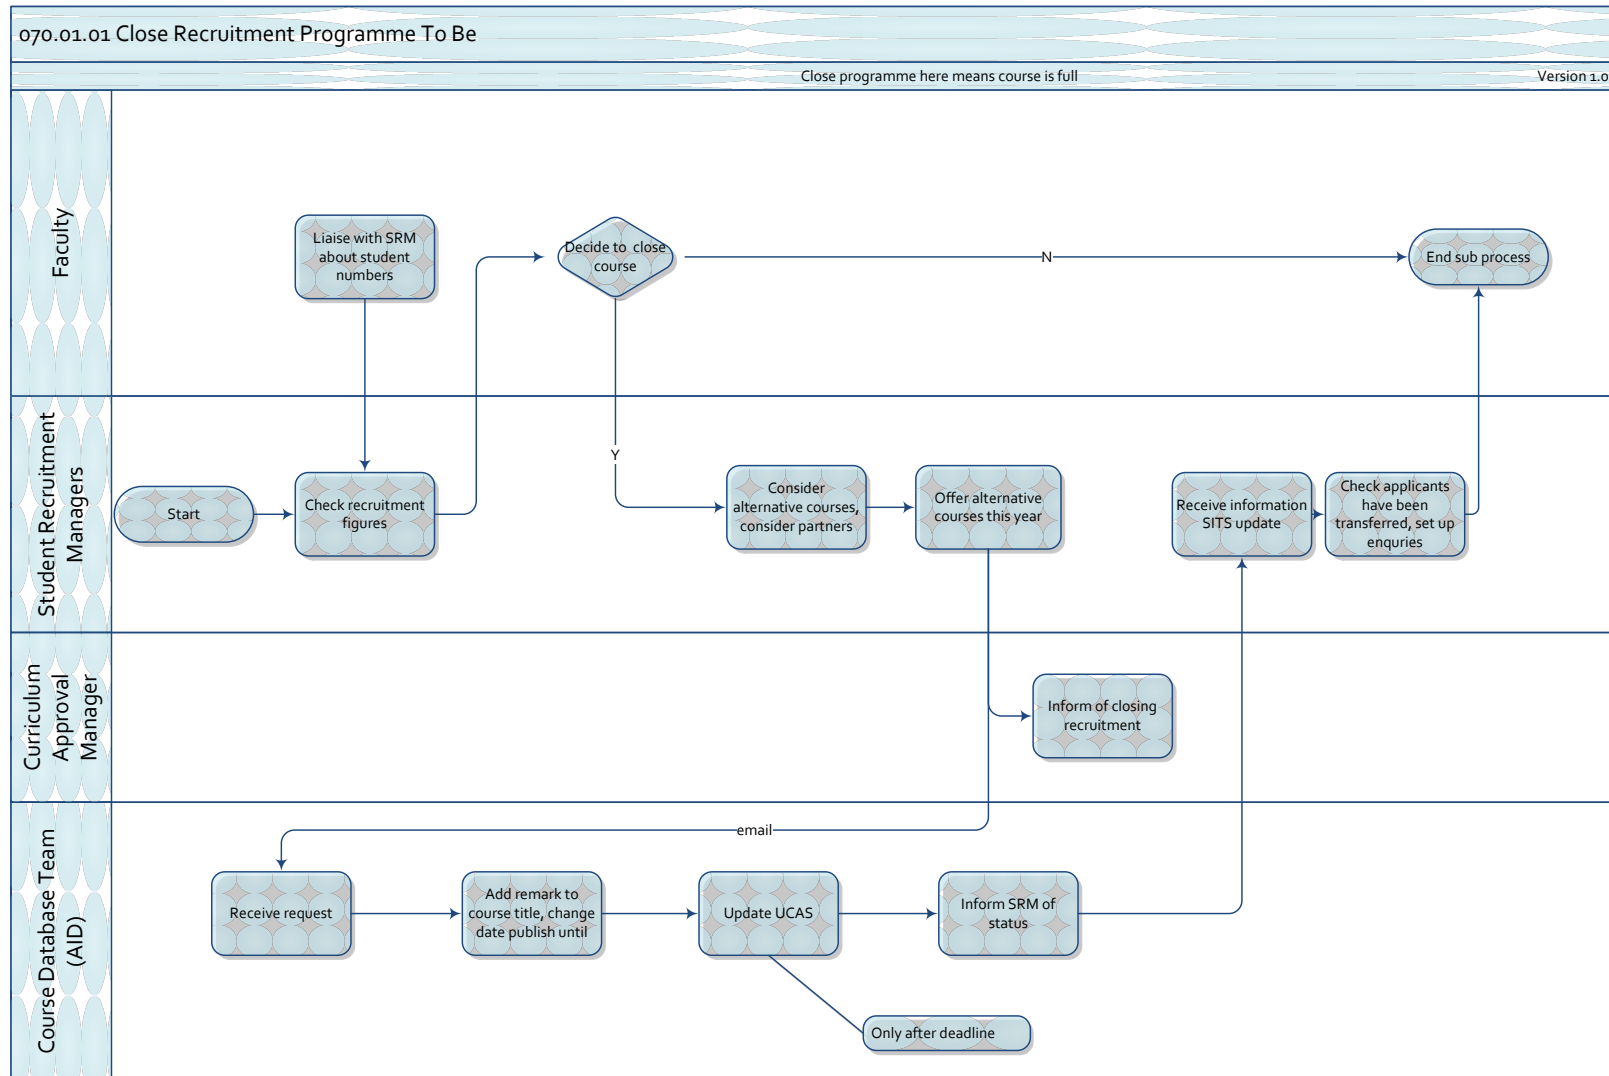 070.01.01 Close Recruitment Programme To Be
Close programme here means course is full
Version 1.0
Faculty
Liaise with SRM
about student
numbers
Decide to close
course
N
End sub process
Student Recruitment
Managers
Start
Check recruitment
figures
Y
Consider
alternative courses,
consider partners
Offer alternative
courses this year
Receive information
SITS update
Check applicants
have been
transferred, set up
enquries
Curriculum
Approval
Manager
Inform of closing
recruitment
Course Database Team
(AID)
email
Receive request
Add remark to
course title, change
date publish until
Update UCAS
Inform SRM of
status
Only after deadline